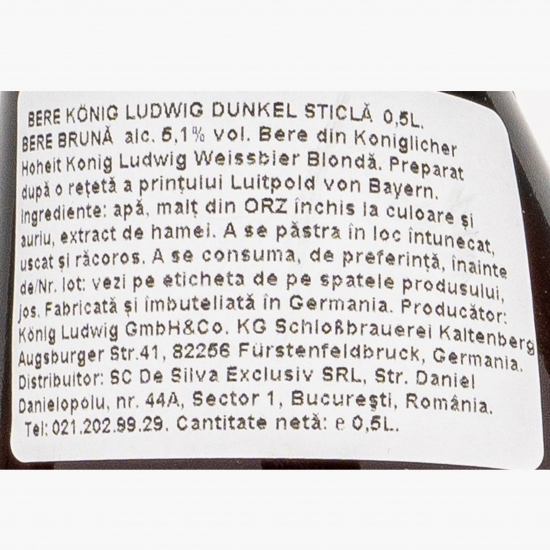 BERE KÖNIG LUDWIG DUNKEL STICLĂ 0,5L.
BERE BRUNĂ alc. 5,1% vol. Bere din Koniglicher
Hoheit Konig Ludwig Weissbier Blondă. Preparat
după o rețetă a prințului Luitpold von Bayern.
Ingrediente: apă, malț din ORZ închis la culoare și
auriu, extract de hamei. A se păstra în loc întunecat,
uscat și răcoros. A se consuma, de preferință, înainte
de/Nr. lot: vezi pe eticheta de pe spatele produsului,
jos. Fabricată și îmbuteliată în Germania. Producător:
König Ludwig GmbH&Co. KG Schloßbrauerei Kaltenberg
Augsburger Str.41, 82256 Fürstenfeldbruck, Germania.
Distribuitor: SC De Silva Exclusiv SRL, Str. Daniel
Danielopolu, nr. 44A, Sector 1, București, România.
Tel: 021.202.99.29. Cantitate netă: e 0,5L.